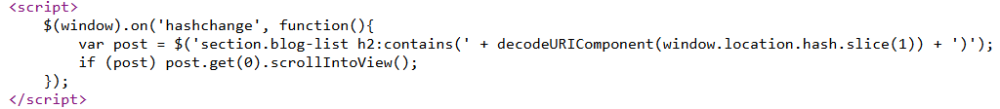 <script>
$(window).on('hashchange', function(){
var post = $('section.blog-list h2:contains(' + decodeURIComponent(window.location.hash.slice(1)) + ')');
if (post) post.get(0).scrollIntoView();
});
</script>